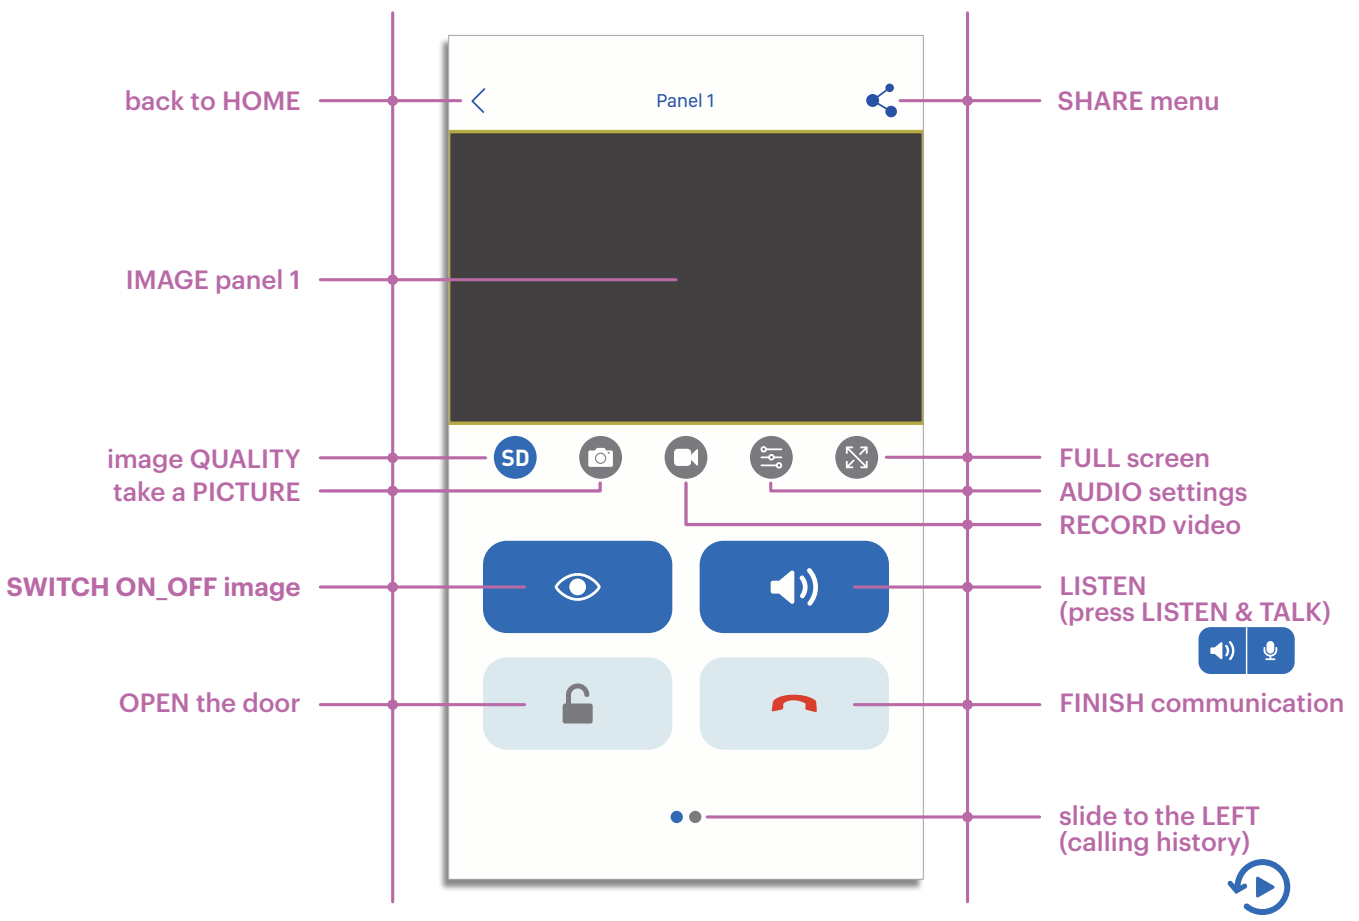 back to HOME
Panel 1
SHARE menu
IMAGE panel 1
image QUALITY
SD
FULL screen
take a PICTURE
AUDIO settings
RECORD video
SWITCH ON_OFF image
LISTEN
(press LISTEN & TALK)
OPEN the door
FINISH communication
slide to the LEFT
(calling history)